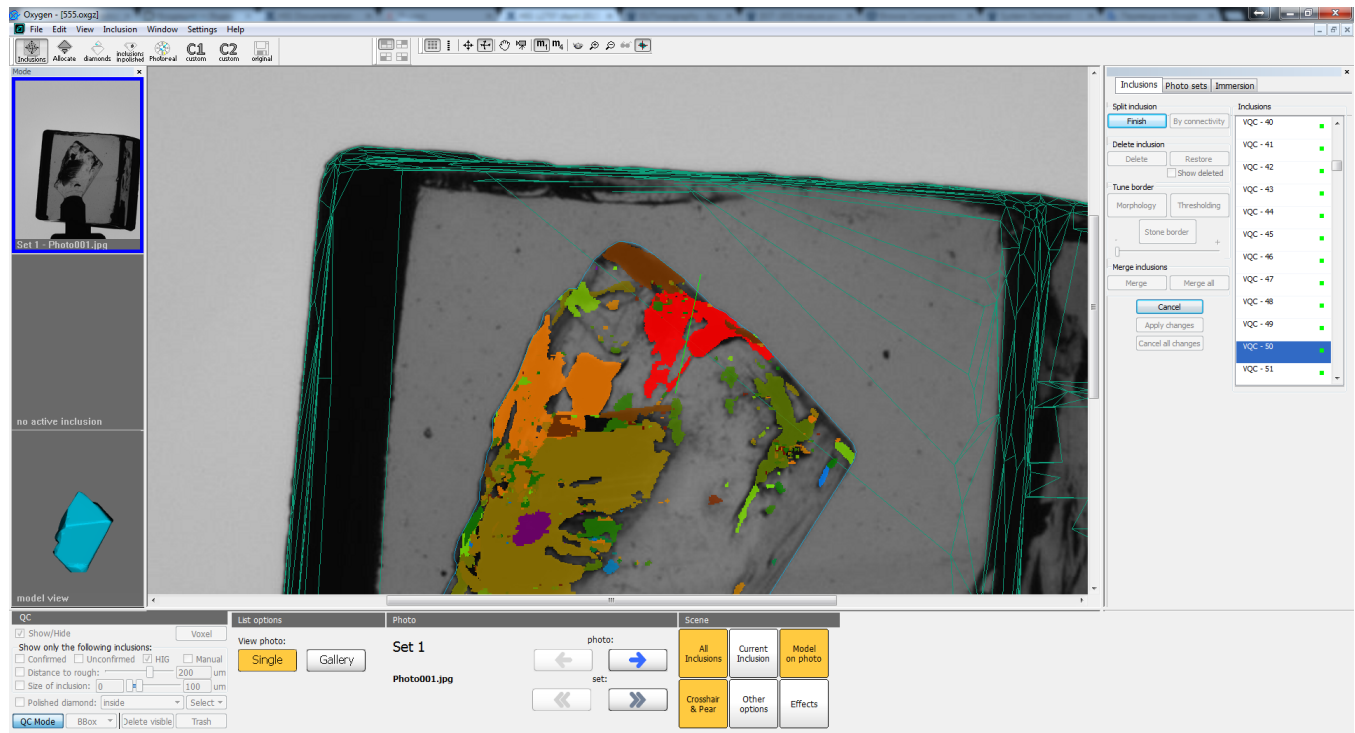 Oxygen - [555.oxgz]
File Edit View Inclusion Window Settings Help
Inclusions Allocate diamonds inclusions inpolished Photoreal C1 custom C2 custom original
m1 m4
Mode
Set 1 - Photo001.jpg
no active inclusion
model view
Inclusions Photo sets Immersion
Split inclusion
Finish By connectivity
Delete inclusion
Delete Restore
Show deleted
Tune border
Morphology Thresholding
Stone border
- +
Merge inclusions
Merge Merge all
Cancel
Apply changes
Cancel all changes
Inclusions
VQC - 40
VQC - 41
VQC - 42
VQC - 43
VQC - 44
VQC - 45
VQC - 46
VQC - 47
VQC - 48
VQC - 49
VQC - 50
VQC - 51
QC
Show/Hide Voxel
Show only the following inclusions:
Confirmed Unconfirmed HIG Manual
Distance to rough: 200 um
Size of inclusion: 0 100 um
Polished diamond: inside Select
QC Mode BBox Delete visible Trash
List options
View photo:
Single Gallery
Photo
Set 1
Photo001.jpg
photo:
set:
Scene
All Inclusions
Current Inclusion
Model on photo
Crosshair & Pear
Other options
Effects